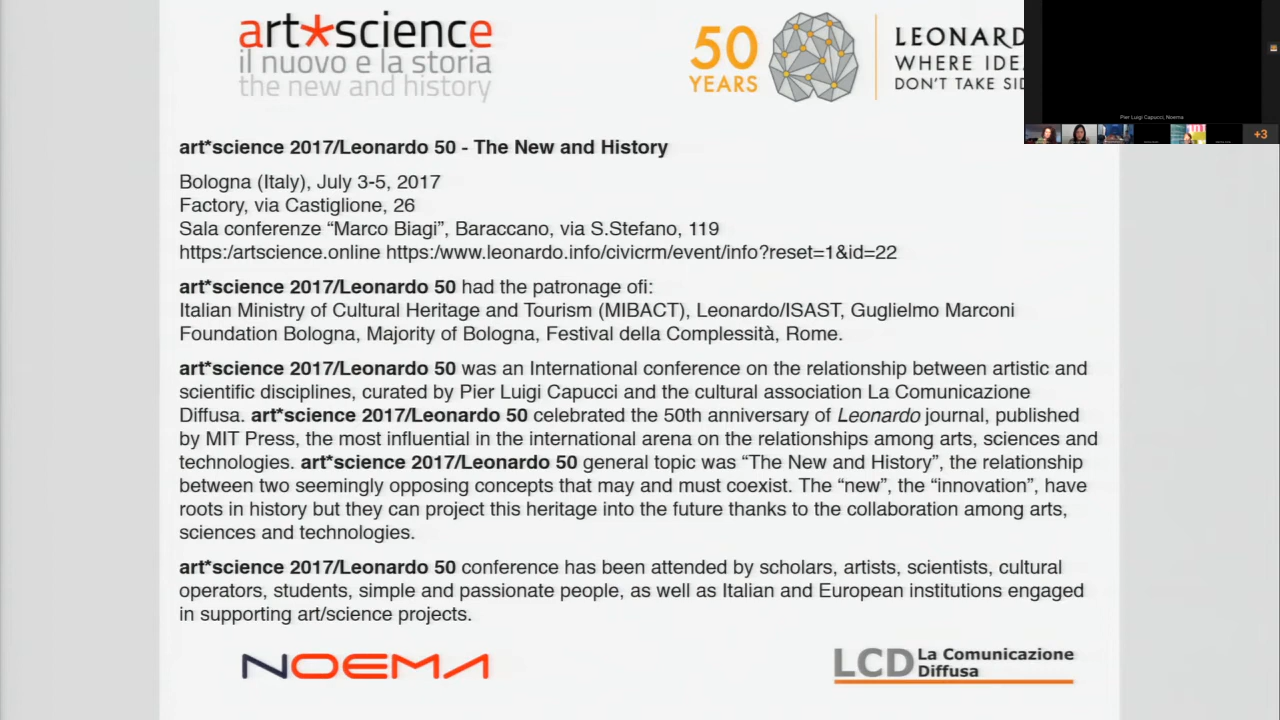 art*science
il nuovo e la storia
the new and history
50
YEARS
LEONARD
WHERE IDE
DON'T TAKE SID
Pier Luigi Capucci, Noema
+3
art*science 2017/Leonardo 50 - The New and History
Bologna (Italy), July 3-5, 2017
Factory, via Castiglione, 26
Sala conferenze “Marco Biagi”, Baraccano, via S.Stefano, 119
https:/artscience.online https:/www.leonardo.info/civicrm/event/info?reset=1&id=22
art*science 2017/Leonardo 50 had the patronage ofi:
Italian Ministry of Cultural Heritage and Tourism (MIBACT), Leonardo/ISAST, Guglielmo Marconi
Foundation Bologna, Majority of Bologna, Festival della Complessità, Rome.
art*science 2017/Leonardo 50 was an International conference on the relationship between artistic and
scientific disciplines, curated by Pier Luigi Capucci and the cultural association La Comunicazione
Diffusa. art*science 2017/Leonardo 50 celebrated the 50th anniversary of Leonardo journal, published
by MIT Press, the most influential in the international arena on the relationships among arts, sciences and
technologies. art*science 2017/Leonardo 50 general topic was “The New and History”, the relationship
between two seemingly opposing concepts that may and must coexist. The “new”, the “innovation”, have
roots in history but they can project this heritage into the future thanks to the collaboration among arts,
sciences and technologies.
art*science 2017/Leonardo 50 conference has been attended by scholars, artists, scientists, cultural
operators, students, simple and passionate people, as well as Italian and European institutions engaged
in supporting art/science projects.
NOEMA
LCD La Comunicazione
Diffusa